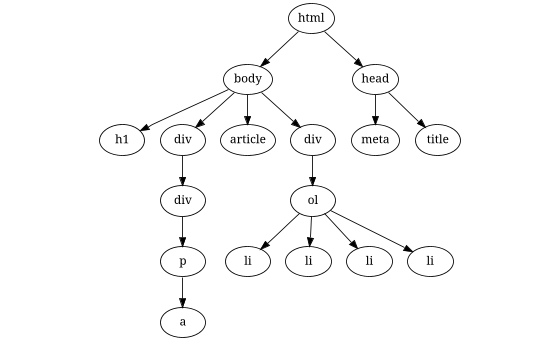 html
body head
h1 div article div meta title
div ol
p li li li li
a